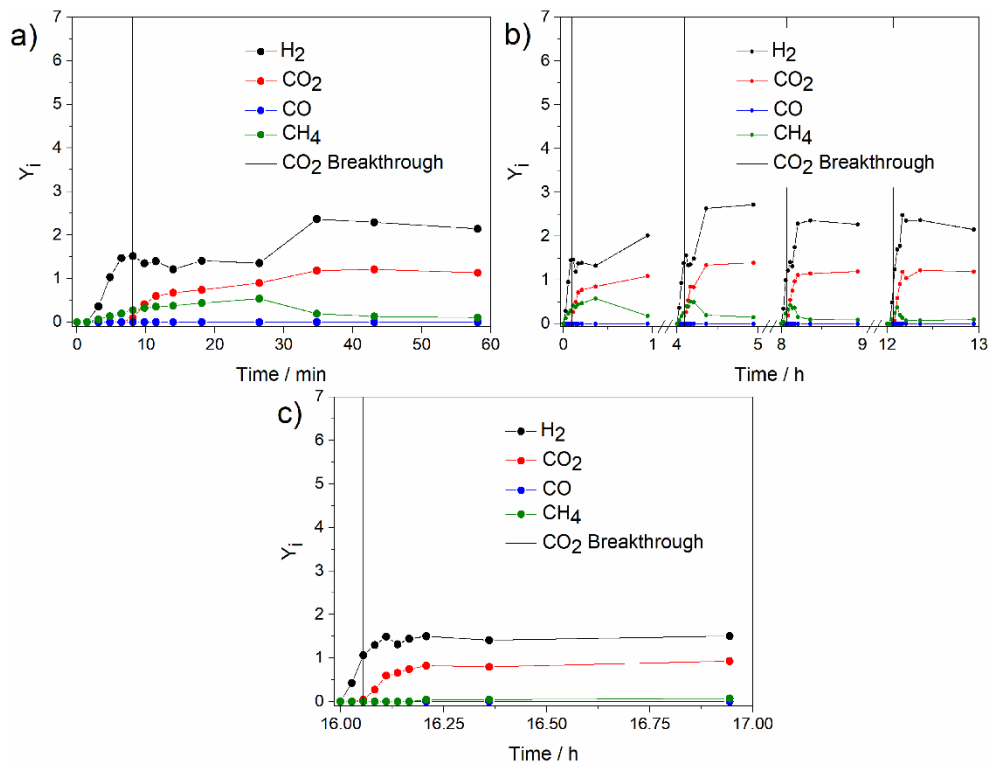 a)
7
6
5
4
3
2
1
0
Yi
H2
CO2
CO
CH4
CO2 Breakthrough
0 10 20 30 40 50 60
Time / min
b)
7
6
5
4
3
2
1
0
Yi
H2
CO2
CO
CH4
CO2 Breakthrough
0 1 4 5 8 9 12 13
Time / h
c)
7
6
5
4
3
2
1
0
Yi
H2
CO2
CO
CH4
CO2 Breakthrough
16.00 16.25 16.50 16.75 17.00
Time / h